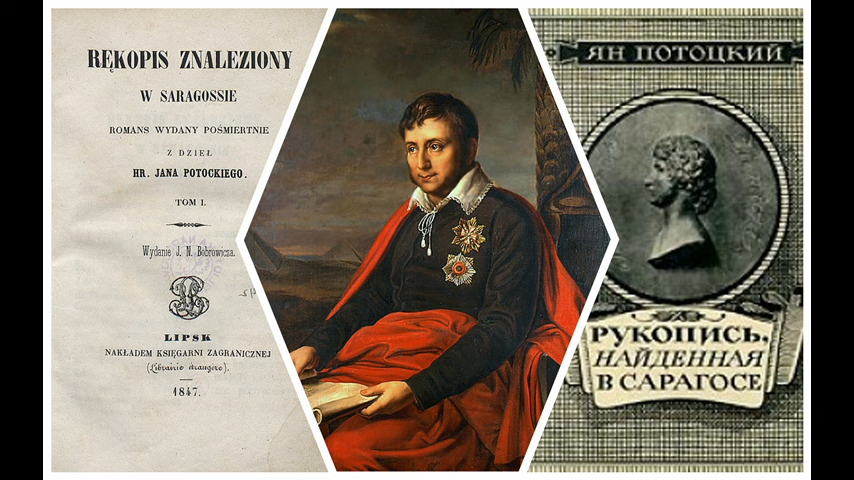 RĘKOPIS ZNALEZIONY
W SARAGOSSIE
ROMANS WYDANY POŚMIERTNIE
Z DZIEŁ
HR. JANA POTOCKIEGO.
TOM I.
Wydanie J. N. Bobrowicza.
LIPSK
NAKŁADEM KSIĘGARNI ZAGRANICZNEJ
(Librairie étrangère).
1847.
ЯН ПОТОЦКИЙ
РУКОПИСЬ,
НАЙДЕННАЯ
В САРАГОСЕ